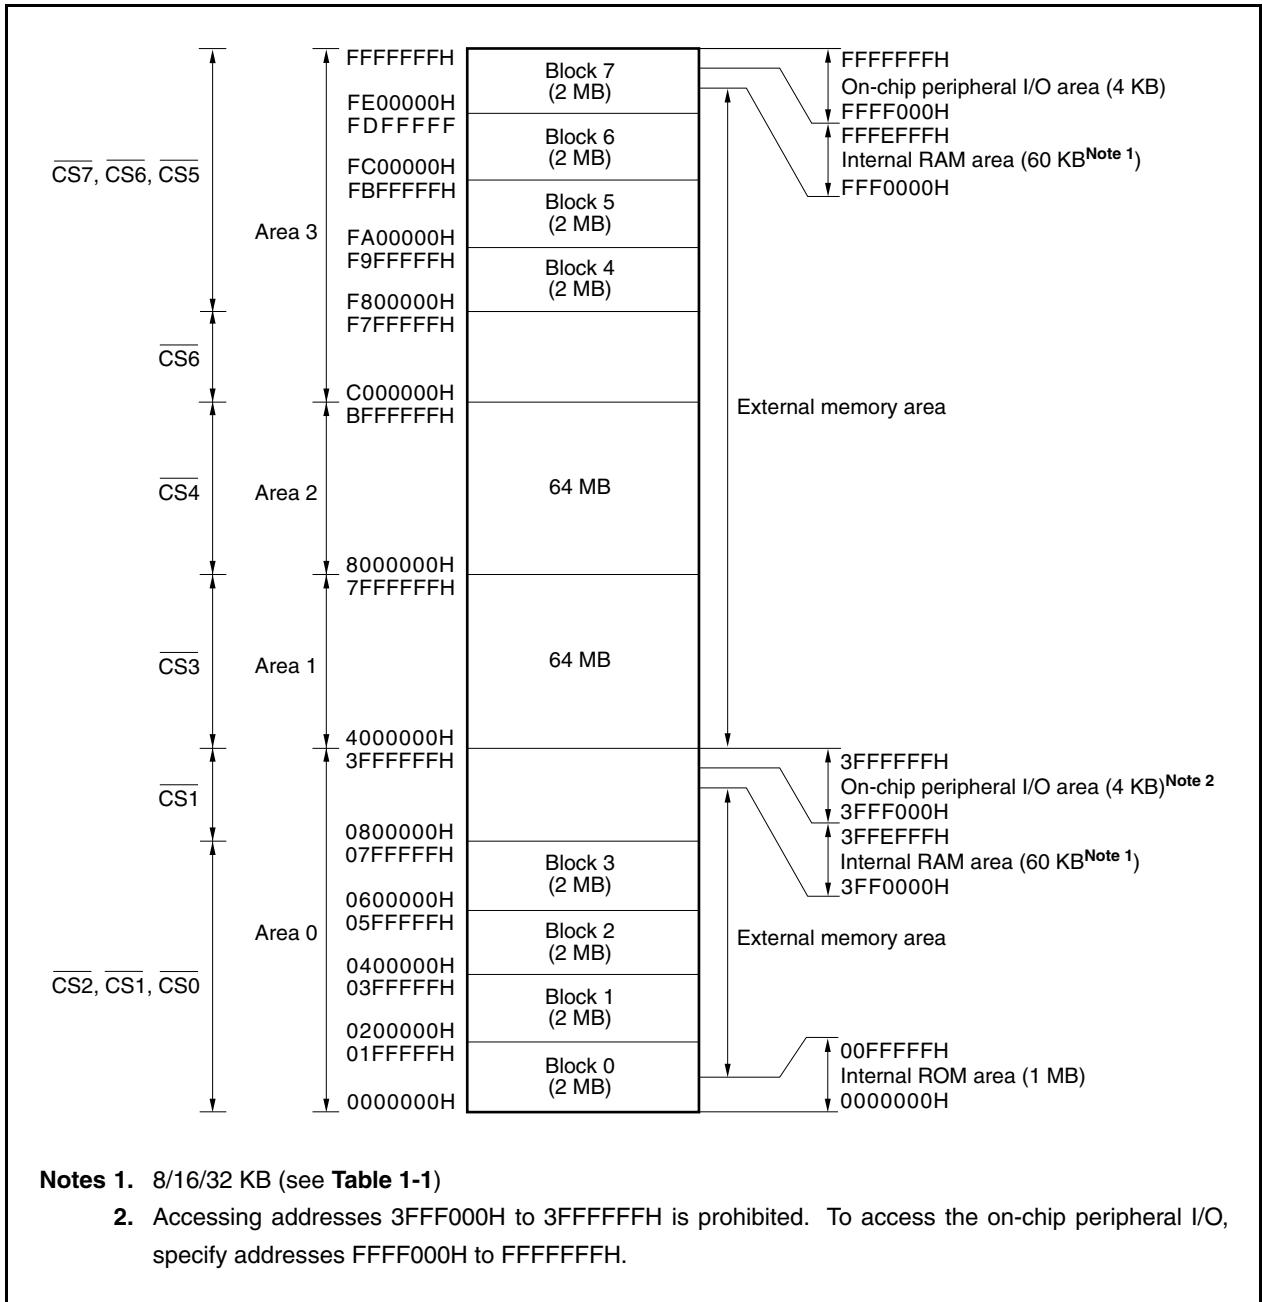 FFFFFFFH
Block 7
(2 MB)
FE00000H
FDFFFFF
Block 6
(2 MB)
FC00000H
FBFFFFFH
Block 5
(2 MB)
FA00000H
F9FFFFFH
Block 4
(2 MB)
F800000H
F7FFFFFH
C000000H
BFFFFFFH
64 MB
8000000H
7FFFFFFH
64 MB
4000000H
3FFFFFFH
0800000H
07FFFFFH
Block 3
(2 MB)
0600000H
05FFFFFH
Block 2
(2 MB)
0400000H
03FFFFFH
Block 1
(2 MB)
0200000H
01FFFFFH
Block 0
(2 MB)
0000000H
CS7, CS6, CS5
CS6
CS4
CS3
CS1
CS2, CS1, CS0
Area 3
Area 2
Area 1
Area 0
FFFFFFFH
On-chip peripheral I/O area (4 KB)
FFFF000H
FFFEFFFH
Internal RAM area (60 KBNote 1)
FFF0000H
External memory area
3FFFFFFH
On-chip peripheral I/O area (4 KB)Note 2
3FFF000H
3FFEFFFH
Internal RAM area (60 KBNote 1)
3FF0000H
External memory area
00FFFFFH
Internal ROM area (1 MB)
0000000H
Notes 1. 8/16/32 KB (see Table 1-1)
2. Accessing addresses 3FFF000H to 3FFFFFFH is prohibited. To access the on-chip peripheral I/O,
specify addresses FFFF000H to FFFFFFFH.